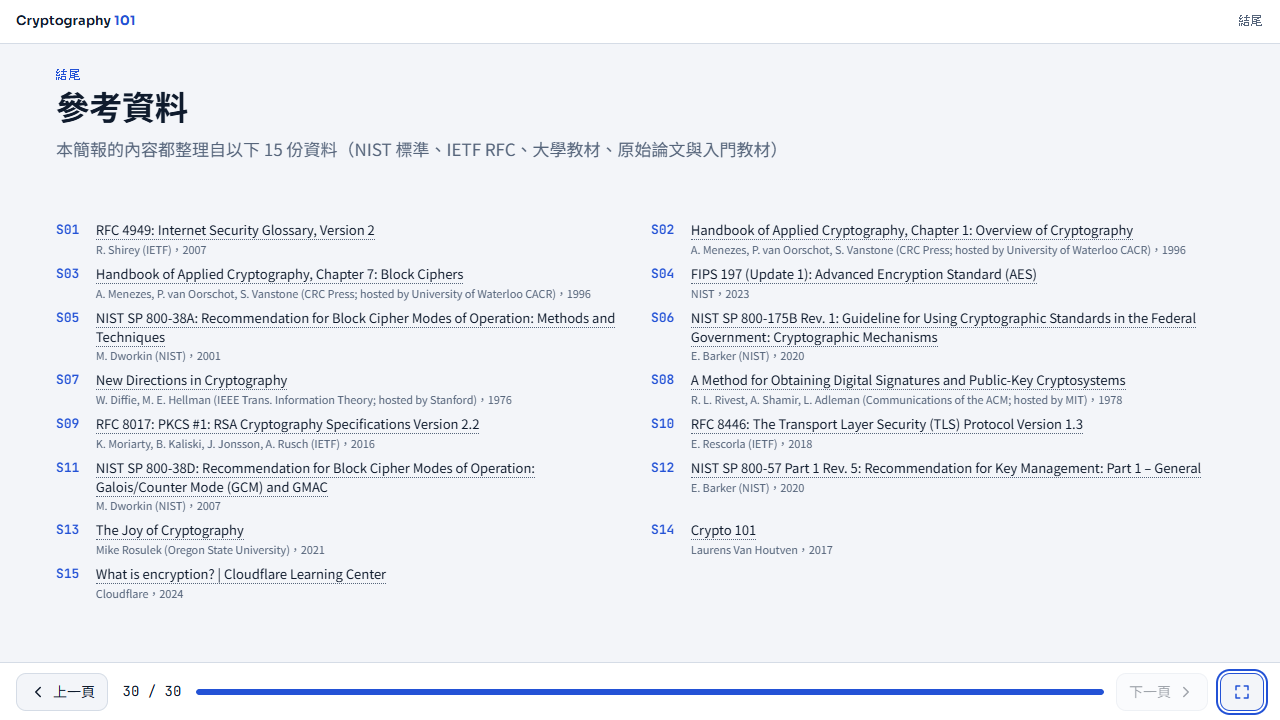 Cryptography 101
結尾
結尾
參考資料
本簡報的內容都整理自以下 15 份資料（NIST 標準、IETF RFC、大學教材、原始論文與入門教材）
S01 RFC 4949: Internet Security Glossary, Version 2
R. Shirey (IETF)，2007
S02 Handbook of Applied Cryptography, Chapter 1: Overview of Cryptography
A. Menezes, P. van Oorschot, S. Vanstone (CRC Press; hosted by University of Waterloo CACR)，1996
S03 Handbook of Applied Cryptography, Chapter 7: Block Ciphers
A. Menezes, P. van Oorschot, S. Vanstone (CRC Press; hosted by University of Waterloo CACR)，1996
S04 FIPS 197 (Update 1): Advanced Encryption Standard (AES)
NIST，2023
S05 NIST SP 800-38A: Recommendation for Block Cipher Modes of Operation: Methods and
Techniques
M. Dworkin (NIST)，2001
S06 NIST SP 800-175B Rev. 1: Guideline for Using Cryptographic Standards in the Federal
Government: Cryptographic Mechanisms
E. Barker (NIST)，2020
S07 New Directions in Cryptography
W. Diffie, M. E. Hellman (IEEE Trans. Information Theory; hosted by Stanford)，1976
S08 A Method for Obtaining Digital Signatures and Public-Key Cryptosystems
R. L. Rivest, A. Shamir, L. Adleman (Communications of the ACM; hosted by MIT)，1978
S09 RFC 8017: PKCS #1: RSA Cryptography Specifications Version 2.2
K. Moriarty, B. Kaliski, J. Jonsson, A. Rusch (IETF)，2016
S10 RFC 8446: The Transport Layer Security (TLS) Protocol Version 1.3
E. Rescorla (IETF)，2018
S11 NIST SP 800-38D: Recommendation for Block Cipher Modes of Operation:
Galois/Counter Mode (GCM) and GMAC
M. Dworkin (NIST)，2007
S12 NIST SP 800-57 Part 1 Rev. 5: Recommendation for Key Management: Part 1 – General
E. Barker (NIST)，2020
S13 The Joy of Cryptography
Mike Rosulek (Oregon State University)，2021
S14 Crypto 101
Laurens Van Houtven，2017
S15 What is encryption? | Cloudflare Learning Center
Cloudflare，2024
上一頁
30 / 30
下一頁